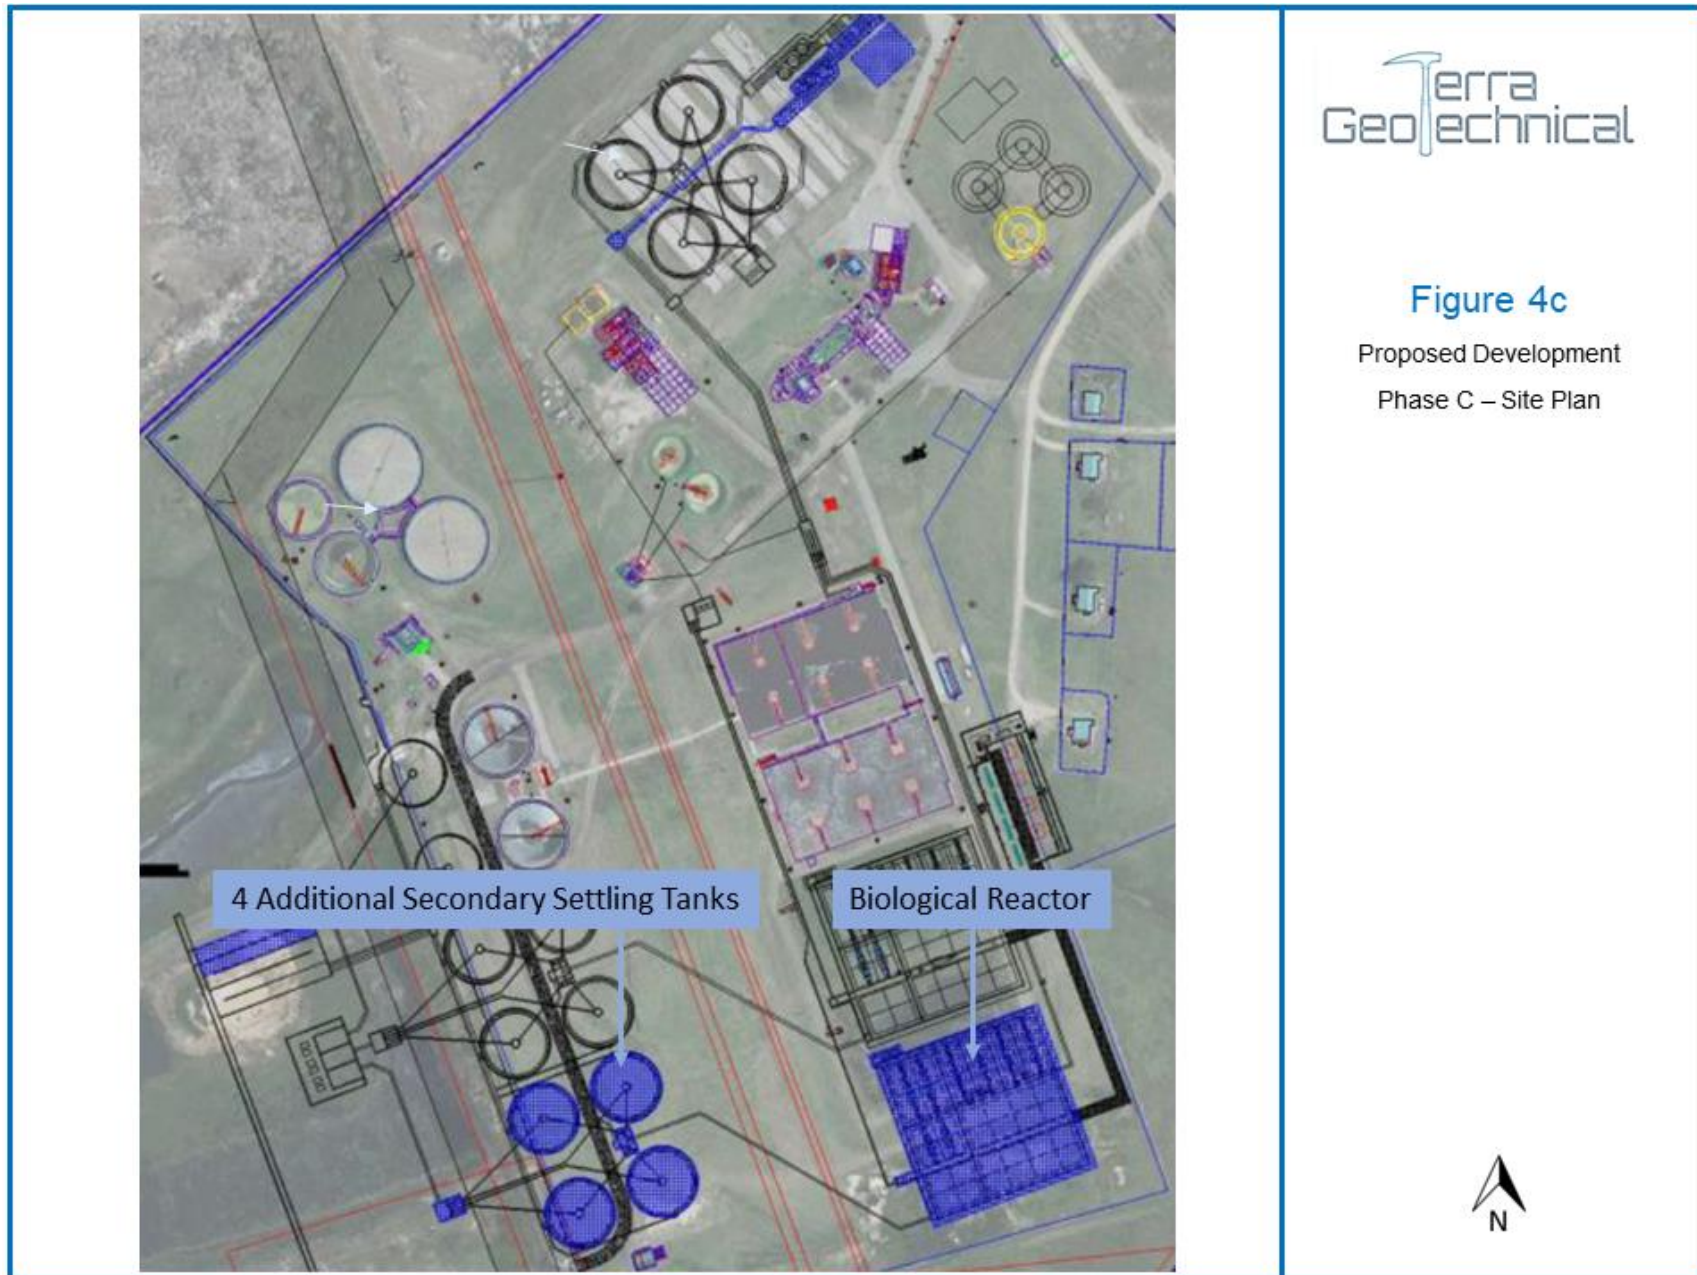 Terra
GeoTechnical
Figure 4c
Proposed Development
Phase C – Site Plan
4 Additional Secondary Settling Tanks
Biological Reactor
N